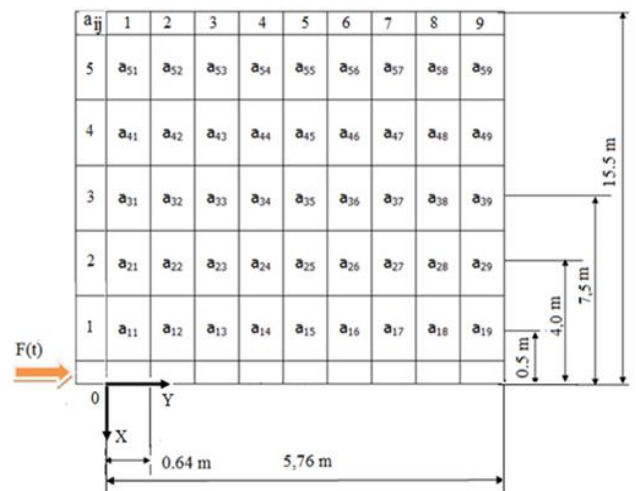 aij 1 2 3 4 5 6 7 8 9
5 a51 a52 a53 a54 a55 a56 a57 a58 a59
4 a41 a42 a43 a44 a45 a46 a47 a48 a49
3 a31 a32 a33 a34 a35 a36 a37 a38 a39
2 a21 a22 a23 a24 a25 a26 a27 a28 a29
1 a11 a12 a13 a14 a15 a16 a17 a18 a19
15.5 m
7,5 m
4,0 m
0.5 m
F(t)
0 Y
X
0.64 m 5,76 m